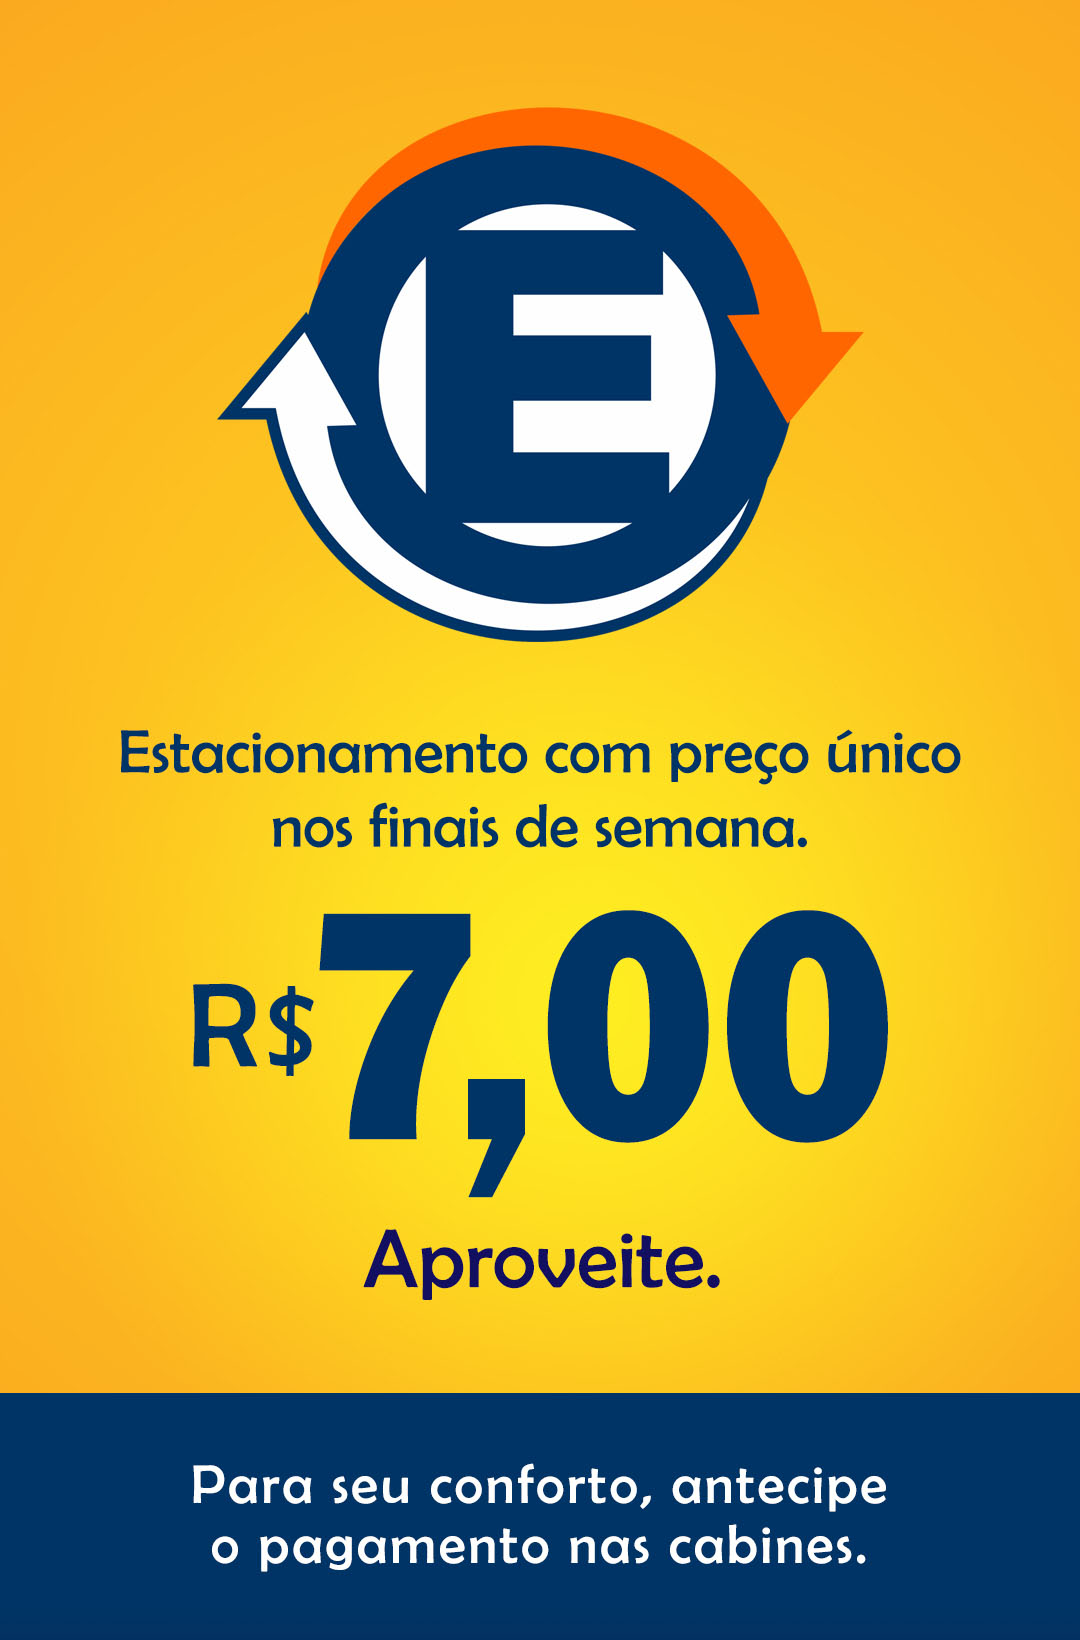 E
Estacionamento com preço único
nos finais de semana.
R$7,00
Aproveite.
Para seu conforto, antecipe
o pagamento nas cabines.